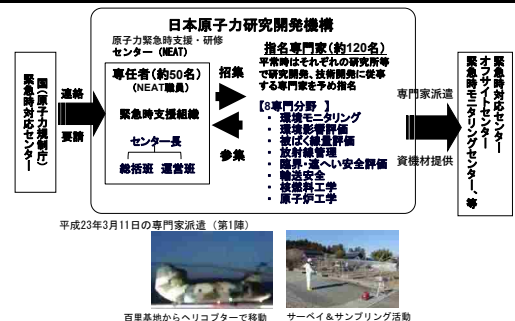 日本原子力研究開発機構
原子力緊急時支援・研修
センター(NEAT)
専任者(約50名)
(NEAT職員)
緊急時支援組織
センター長
総括班 運営班
招集
参集
指名専門家(約120名)
平常時はそれぞれの研究所等
で研究開発、技術開発に従事
する専門家を予め指名
【8専門分野 】
・ 環境モニタリング
・ 環境影響評価
・ 被ばく線量評価
・ 放射線管理
・ 臨界・遮へい安全評価
・ 輸送安全
・ 核燃料工学
・ 原子炉工学
国(原子力規制庁)
緊急時対応センター
連絡
要請
専門家派遣
資機材提供
緊急時対応センター
オフサイトセンター
緊急時モニタリングセンター、等
平成23年3月11日の専門家派遣(第1陣)
百里基地からヘリコプターで移動
サーベイ&サンプリング活動